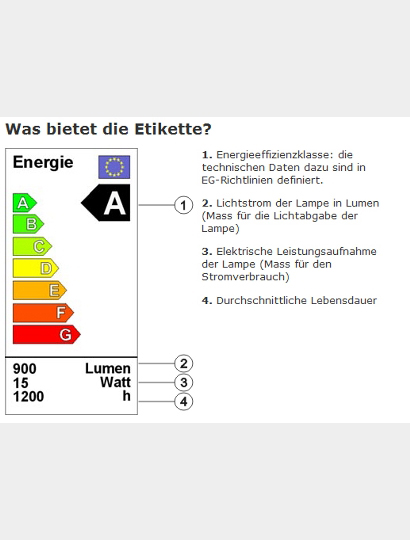 Was bietet die Etikette?
Energie
A
A
B
C
D
E
F
G
900 Lumen
15 Watt
1200 h
1
2
3
4
1. Energieeffizienzklasse: die
technischen Daten dazu sind in
EG-Richtlinien definiert.
2. Lichtstrom der Lampe in Lumen
(Mass für die Lichtabgabe der
Lampe)
3. Elektrische Leistungsaufnahme
der Lampe (Mass für den
Stromverbrauch)
4. Durchschnittliche Lebensdauer